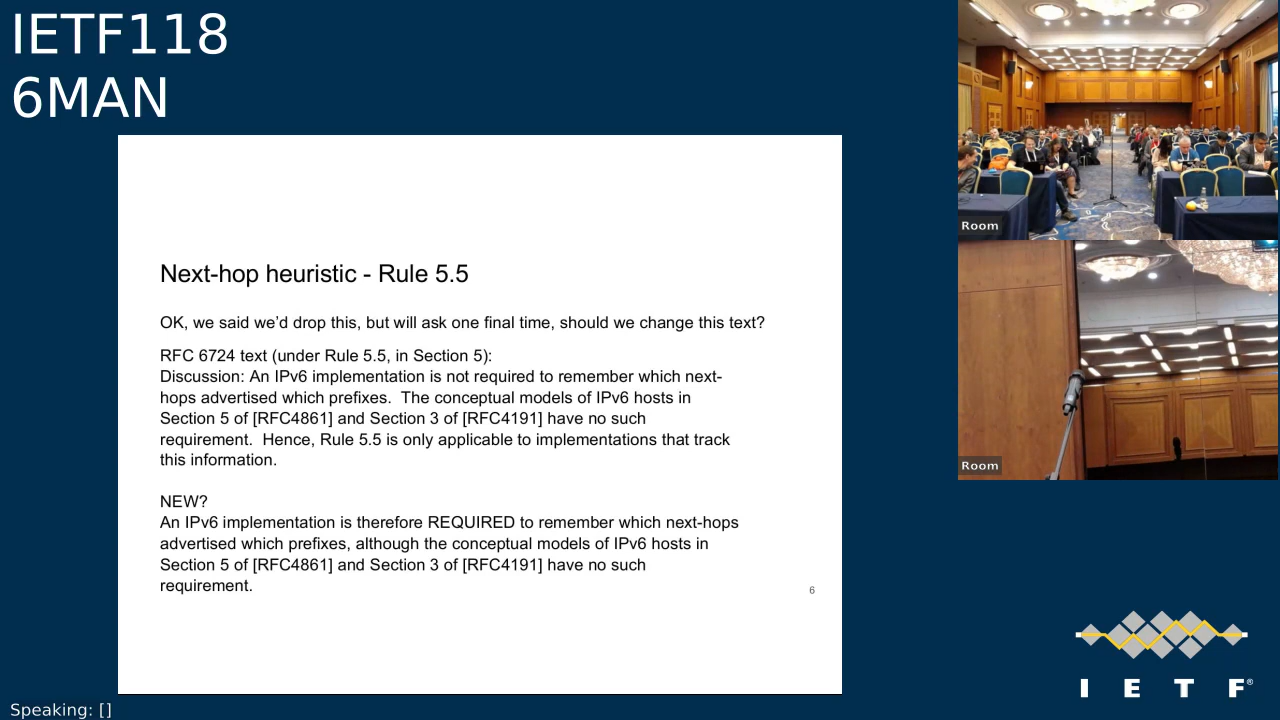 IETF118
6MAN
Next-hop heuristic - Rule 5.5
OK, we said we'd drop this, but will ask one final time, should we change this text?
RFC 6724 text (under Rule 5.5, in Section 5):
Discussion: An IPv6 implementation is not required to remember which next-
hops advertised which prefixes.  The conceptual models of IPv6 hosts in
Section 5 of [RFC4861] and Section 3 of [RFC4191] have no such
requirement.  Hence, Rule 5.5 is only applicable to implementations that track
this information.
NEW?
An IPv6 implementation is therefore REQUIRED to remember which next-hops
advertised which prefixes, although the conceptual models of IPv6 hosts in
Section 5 of [RFC4861] and Section 3 of [RFC4191] have no such
requirement.
6
Room
Room
I E T F®
Speaking: []